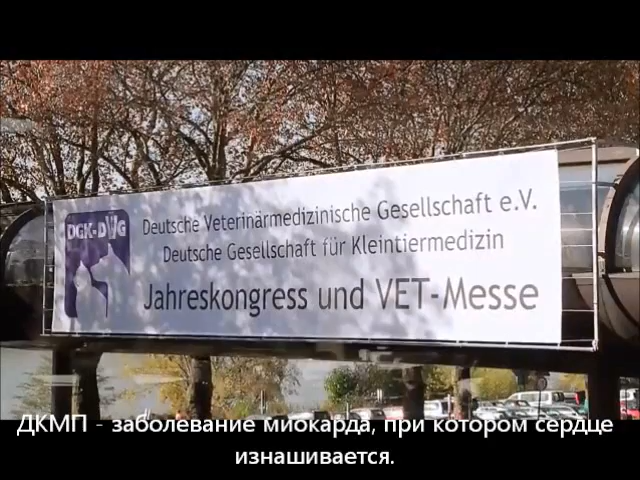 DGK-DVG
Deutsche Veterinärmedizinische Gesellschaft e.V.
Deutsche Gesellschaft für Kleintiermedizin
Jahreskongress und VET-Messe
ДКМП - заболевание миокарда, при котором сердце
изнашивается.